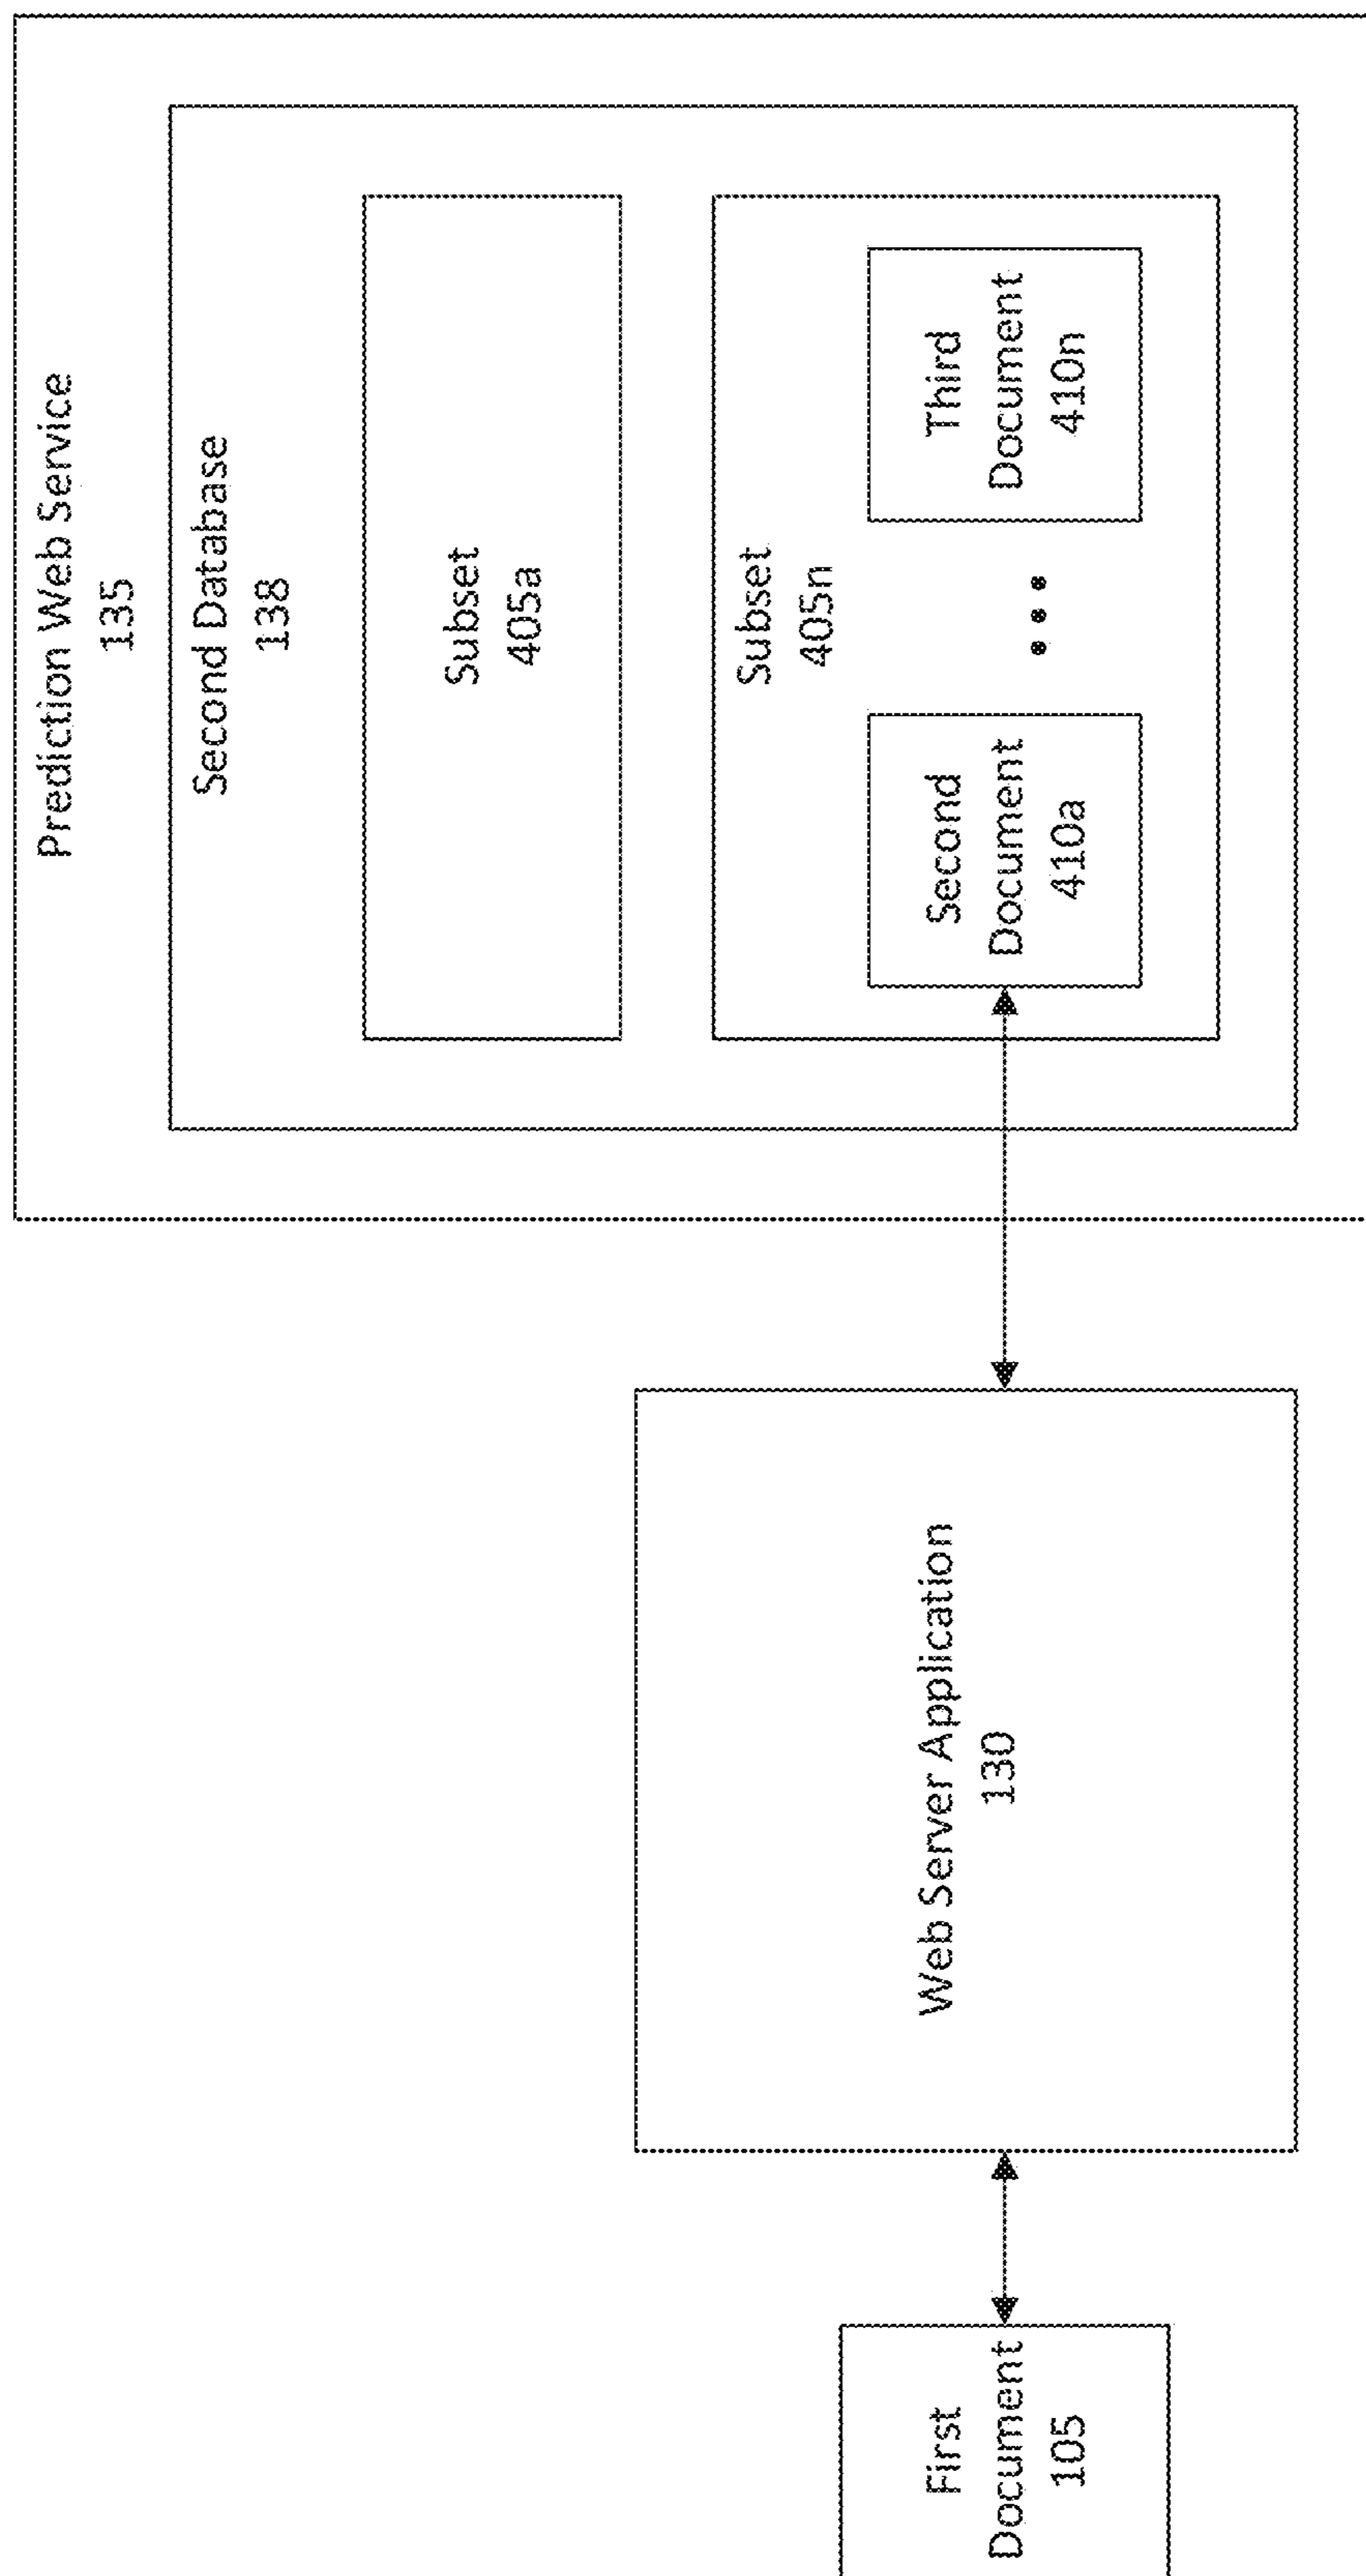 Prediction Web Service
135
Second Database
138
Subset
405a
Subset
405n
Second
Document
410a
Third
Document
410n
Web Server Application
130
First
Document
105